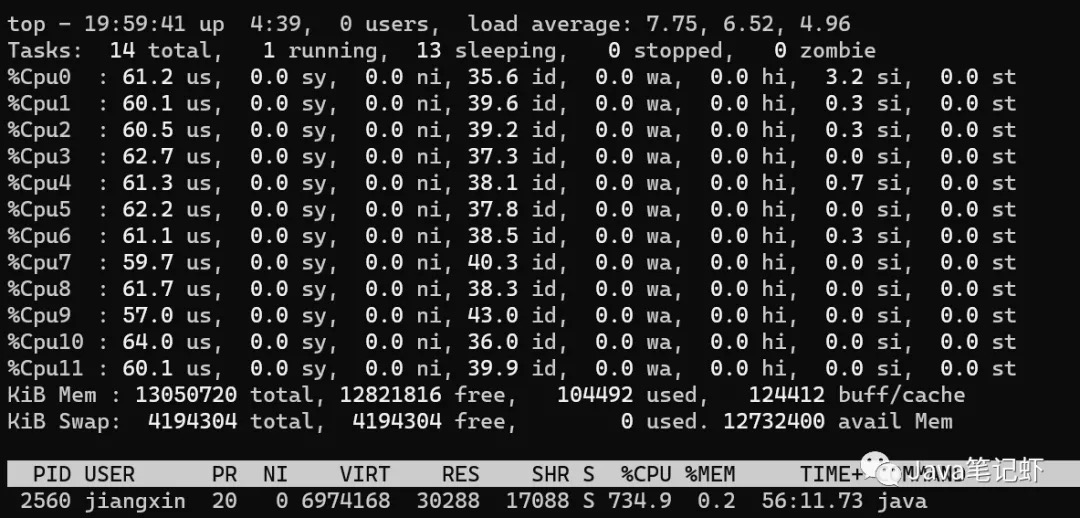 top - 19:59:41 up  4:39,  0 users,  load average: 7.75, 6.52, 4.96
Tasks:  14 total,   1 running,  13 sleeping,   0 stopped,   0 zombie
%Cpu0  : 61.2 us,  0.0 sy,  0.0 ni, 35.6 id,  0.0 wa,  0.0 hi,  3.2 si,  0.0 st
%Cpu1  : 60.1 us,  0.0 sy,  0.0 ni, 39.6 id,  0.0 wa,  0.0 hi,  0.3 si,  0.0 st
%Cpu2  : 60.5 us,  0.0 sy,  0.0 ni, 39.2 id,  0.0 wa,  0.0 hi,  0.3 si,  0.0 st
%Cpu3  : 62.7 us,  0.0 sy,  0.0 ni, 37.3 id,  0.0 wa,  0.0 hi,  0.0 si,  0.0 st
%Cpu4  : 61.3 us,  0.0 sy,  0.0 ni, 38.1 id,  0.0 wa,  0.0 hi,  0.7 si,  0.0 st
%Cpu5  : 62.2 us,  0.0 sy,  0.0 ni, 37.8 id,  0.0 wa,  0.0 hi,  0.0 si,  0.0 st
%Cpu6  : 61.1 us,  0.0 sy,  0.0 ni, 38.5 id,  0.0 wa,  0.0 hi,  0.3 si,  0.0 st
%Cpu7  : 59.7 us,  0.0 sy,  0.0 ni, 40.3 id,  0.0 wa,  0.0 hi,  0.0 si,  0.0 st
%Cpu8  : 61.7 us,  0.0 sy,  0.0 ni, 38.3 id,  0.0 wa,  0.0 hi,  0.0 si,  0.0 st
%Cpu9  : 57.0 us,  0.0 sy,  0.0 ni, 43.0 id,  0.0 wa,  0.0 hi,  0.0 si,  0.0 st
%Cpu10 : 64.0 us,  0.0 sy,  0.0 ni, 36.0 id,  0.0 wa,  0.0 hi,  0.0 si,  0.0 st
%Cpu11 : 60.1 us,  0.0 sy,  0.0 ni, 39.9 id,  0.0 wa,  0.0 hi,  0.0 si,  0.0 st
KiB Mem : 13050720 total, 12821816 free,   104492 used,   124412 buff/cache
KiB Swap:  4194304 total,  4194304 free,        0 used. 12732400 avail Mem
PID USER      PR  NI    VIRT    RES    SHR S  %CPU %MEM     TIME+ Java笔记虾
2560 jiangxin  20   0 6974168  30288  17088 S 734.9  0.2  56:11.73 java